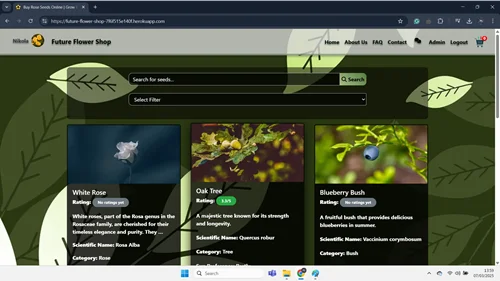 Buy Rose Seeds Online | Grow
https://future-flower-shop-7f6f515e140f.herokuapp.com
Nikola
Future Flower Shop
Home About Us FAQ Contact Admin Logout
Search for seeds...
Search
Select Filter
White Rose
Rating: No ratings yet
White roses, part of the Rosa genus in the
Rosaceae family, are cherished for their
timeless elegance and purity. They ...
Scientific Name: Rosa Alba
Category: Rose
Oak Tree
Rating: 3.5/5
A majestic tree known for its strength
and longevity.
Scientific Name: Quercus robur
Category: Tree
Blueberry Bush
Rating: No ratings yet
A fruitful bush that provides delicious
blueberries in summer.
Scientific Name: Vaccinium corymbosum
Category: Bush
Search
13:59
07/03/2025